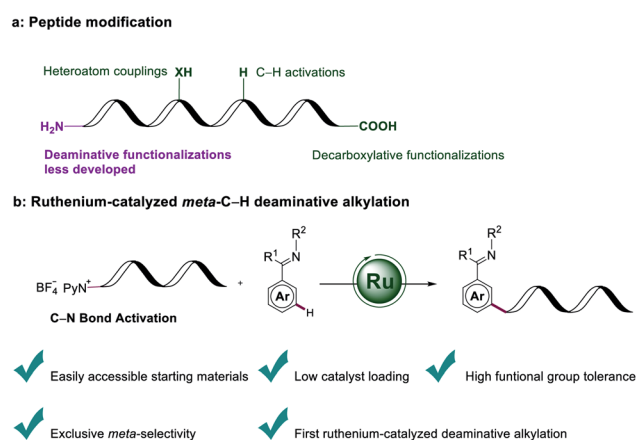 a: Peptide modification
Heteroatom couplings XH H C–H activations
H₂N COOH
Deaminative functionalizations
less developed
Decarboxylative functionalizations
b: Ruthenium-catalyzed meta-C–H deaminative alkylation
R² R²
R¹ N R¹ N
BF₄⁻ PyN⁺ + Ar H Ru Ar
C–N Bond Activation
Easily accessible starting materials Low catalyst loading High funtional group tolerance
Exclusive meta-selectivity First ruthenium-catalyzed deaminative alkylation